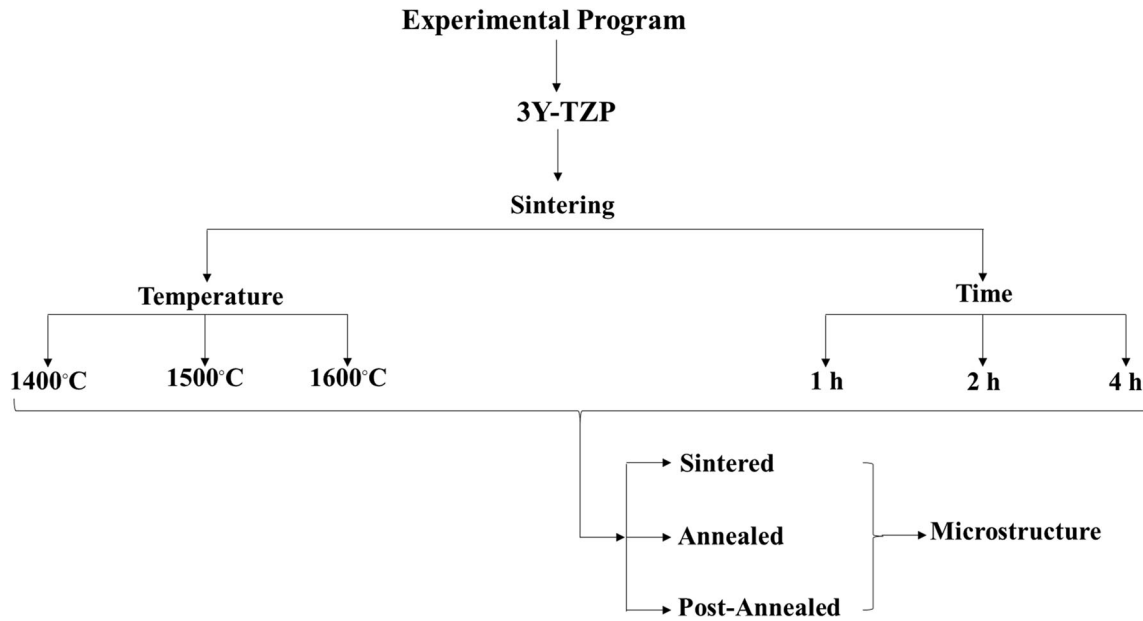 Experimental Program
3Y-TZP
Sintering
Temperature
Time
1400°C
1500°C
1600°C
1 h
2 h
4 h
Sintered
Annealed
Post-Annealed
Microstructure